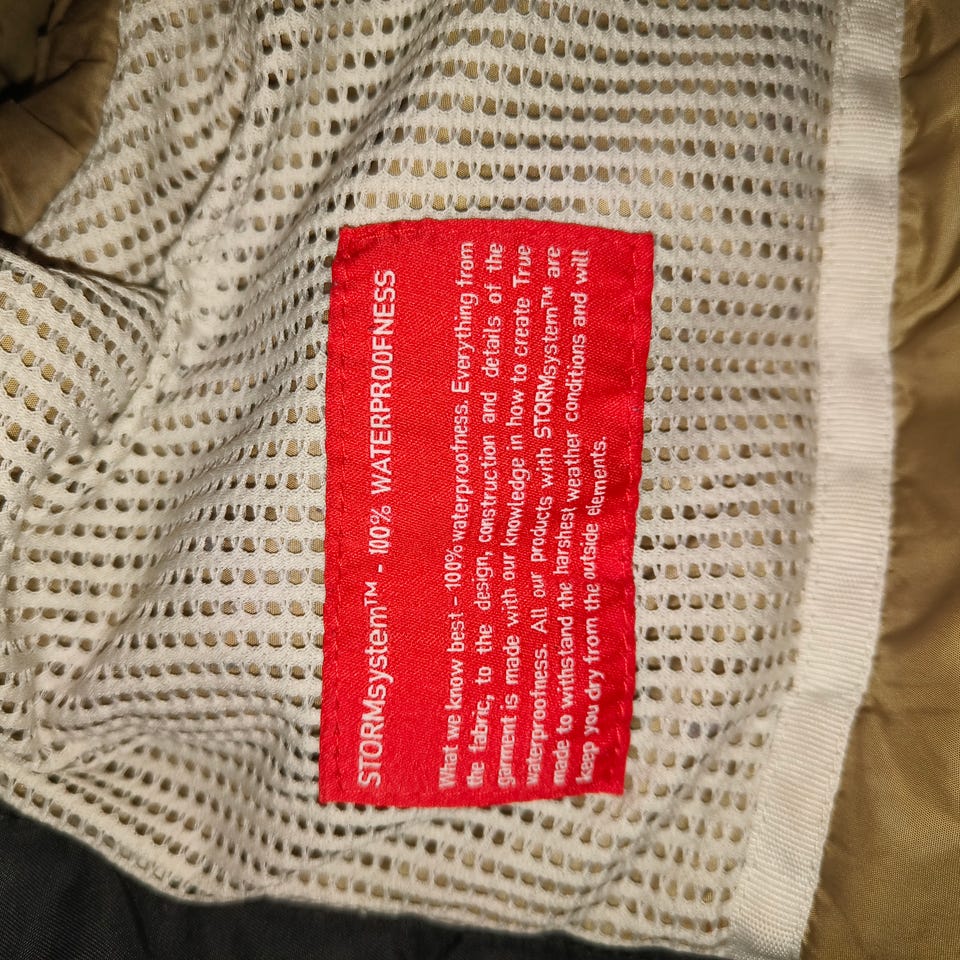 STORMsystem™ - 100% WATERPROOFNESS
What we know best – 100% waterproofness. Everything from
the fabric, to the design, construction and details of the
garment is made with our knowledge in how to create True
waterproofness. All our products with STORMsystem™ are
made to withstand the harshest weather conditions and will
keep you dry from the outside elements.